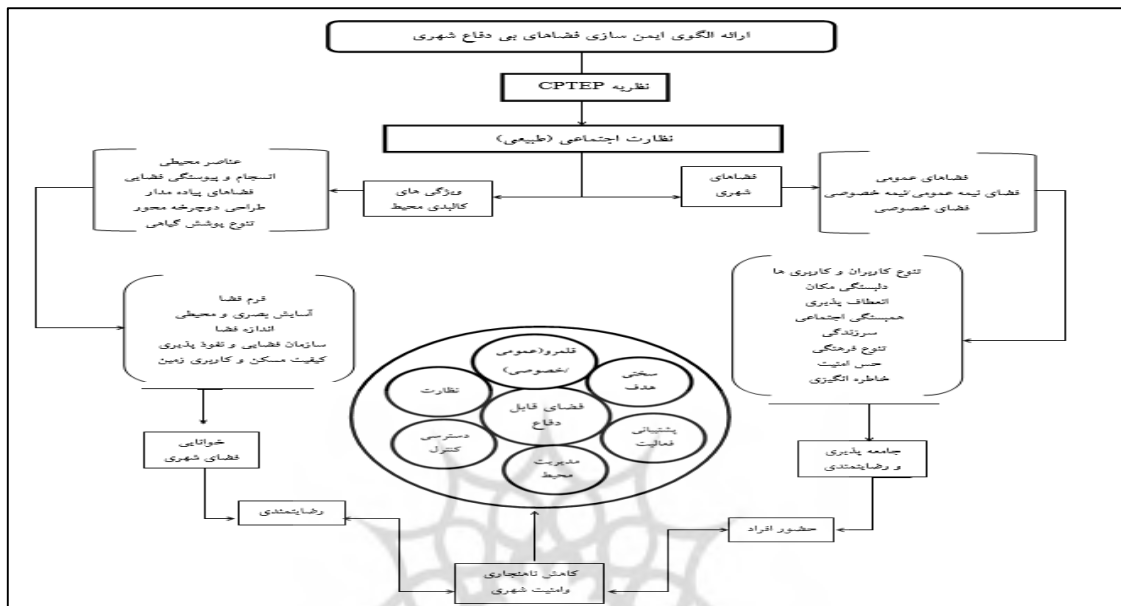 ارائه الگوی ایمن سازی فضاهای بی دفاع شهری
نظریه CPTEP
نظارت اجتماعی (طبیعی)
فضاهای
شهری
ویژگی های
کالبدی محیط
فضاهای عمومی
فضای نیمه عمومی/نیمه خصوصی
فضای خصوصی
عناصر محیطی
انسجام و پیوستگی فضایی
فضاهای پیاده مدار
طراحی دوچرخه محور
تنوع پوشش گیاهی
تنوع کاربران و کاربری ها
دلبستگی مکان
انعطاف پذیری
همبستگی اجتماعی
سرزندگی
تنوع فرهنگی
حس امنیت
خاطره انگیزی
فرم فضا
آسایش بصری و محیطی
اندازه فضا
سازمان فضایی و نفوذ پذیری
کیفیت مسکن و کاربری زمین
قلمرو(عمومی
/خصوصی)
سختی
هدف
نظارت
فضای قابل
دفاع
پشتیبانی
فعالیت
دسترسی
کنترل
مدیریت
محیط
جامعه پذیری
و رضایتمندی
خوانایی
فضای شهری
حضور افراد
رضایتمندی
کاهش ناهنجاری
وامنیت شهری